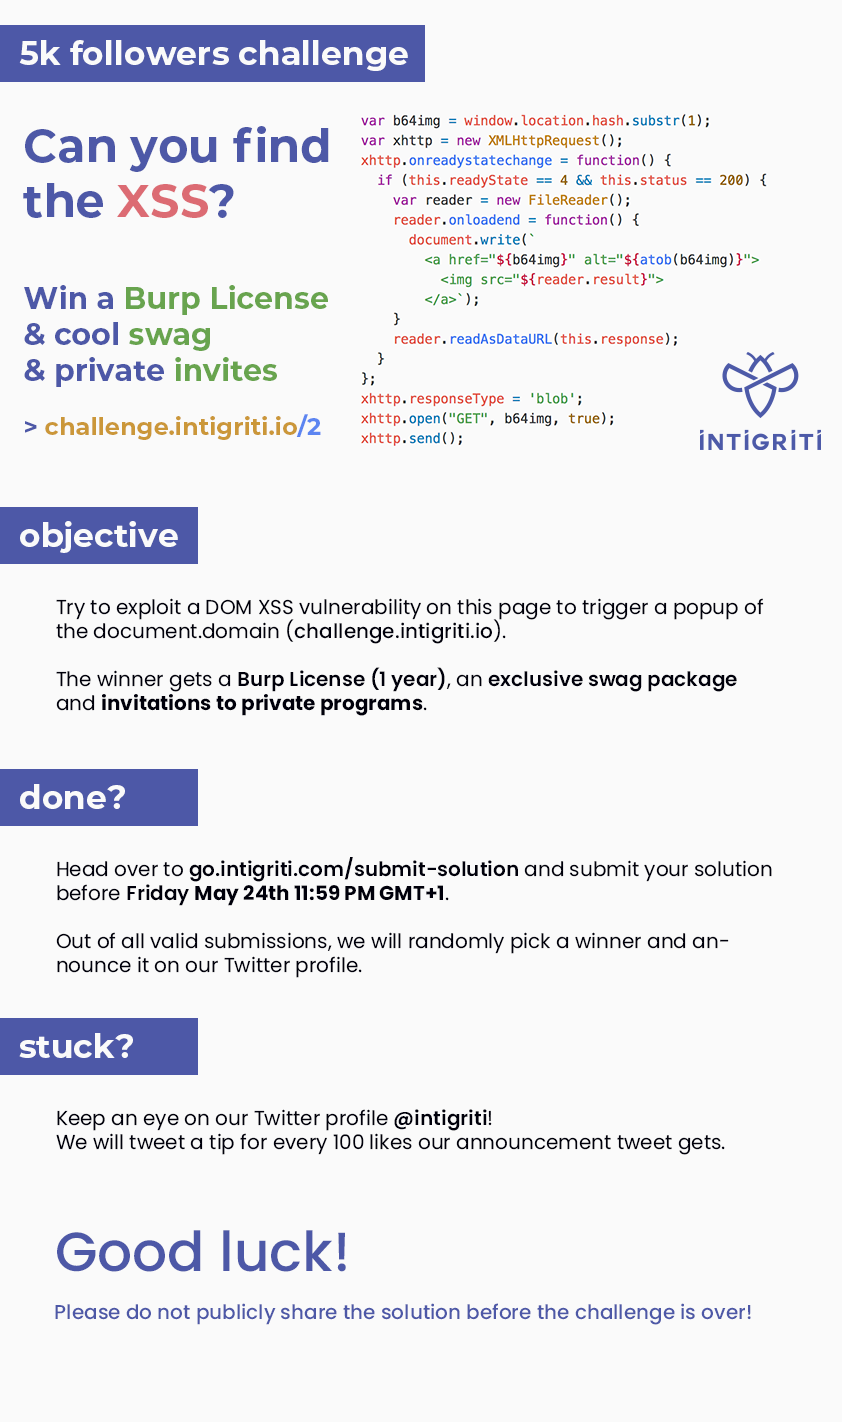 5k followers challenge
Can you find
the XSS?
Win a Burp License
& cool swag
& private invites
> challenge.intigriti.io/2
var b64img = window.location.hash.substr(1);
var xhttp = new XMLHttpRequest();
xhttp.onreadystatechange = function() {
  if (this.readyState == 4 && this.status == 200) {
    var reader = new FileReader();
    reader.onloadend = function() {
      document.write(`
        <a href="${b64img}" alt="${atob(b64img)}">
          <img src="${reader.result}">
        </a>`);
    }
    reader.readAsDataURL(this.response);
  }
};
xhttp.responseType = 'blob';
xhttp.open("GET", b64img, true);
xhttp.send();
INTIGRITI
objective
Try to exploit a DOM XSS vulnerability on this page to trigger a popup of
the document.domain (challenge.intigriti.io).
The winner gets a Burp License (1 year), an exclusive swag package
and invitations to private programs.
done?
Head over to go.intigriti.com/submit-solution and submit your solution
before Friday May 24th 11:59 PM GMT+1.
Out of all valid submissions, we will randomly pick a winner and an-
nounce it on our Twitter profile.
stuck?
Keep an eye on our Twitter profile @intigriti!
We will tweet a tip for every 100 likes our announcement tweet gets.
Good luck!
Please do not publicly share the solution before the challenge is over!